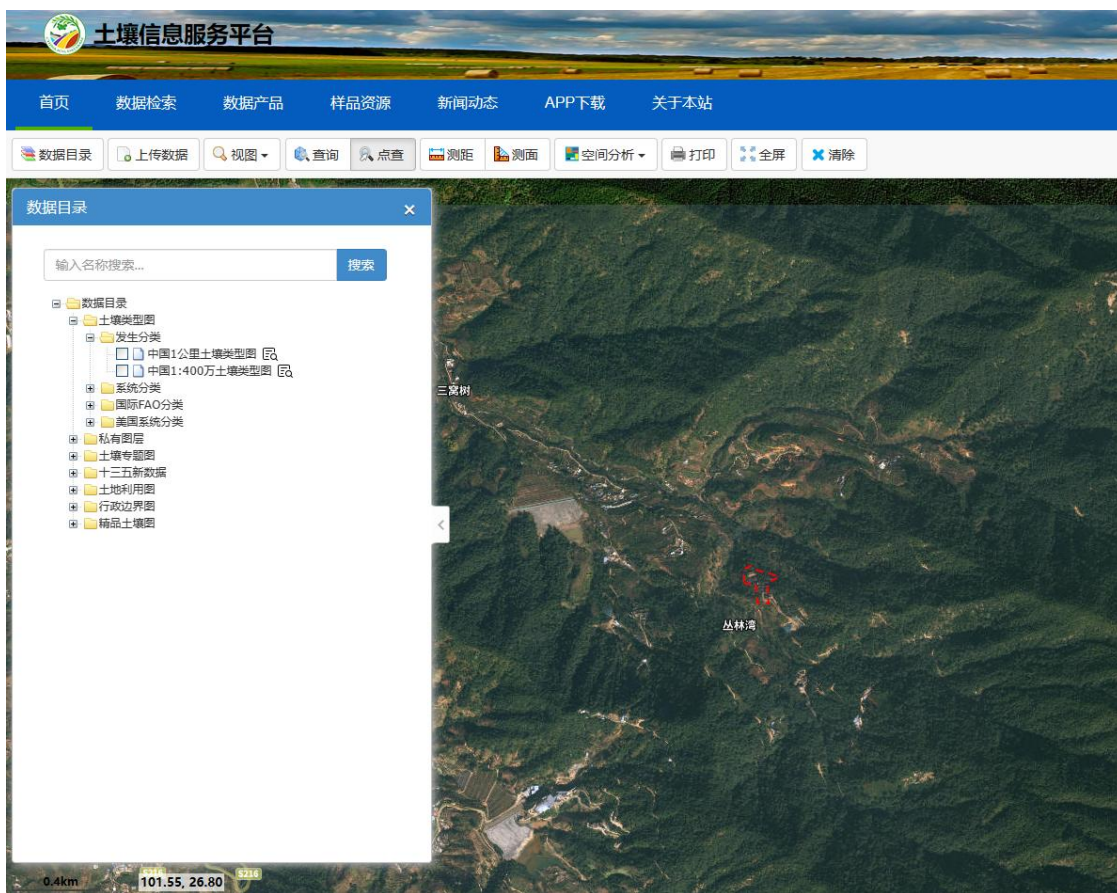 土壤信息服务平台
首页 数据检索 数据产品 样品资源 新闻动态 APP下载 关于本站
数据目录 上传数据 视图 查询 点查 测距 测面 空间分析 打印 全屏 清除
数据目录 ×
输入名称搜索... 搜索
数据目录
土壤类型图
发生分类
中国1公里土壤类型图
中国1:400万土壤类型图
系统分类
国际FAO分类
美国系统分类
私有图层
土壤专题图
十三五新数据
土地利用图
行政边界图
精品土壤图
三窝树
丛林湾
0.4km 101.55, 26.80 S216